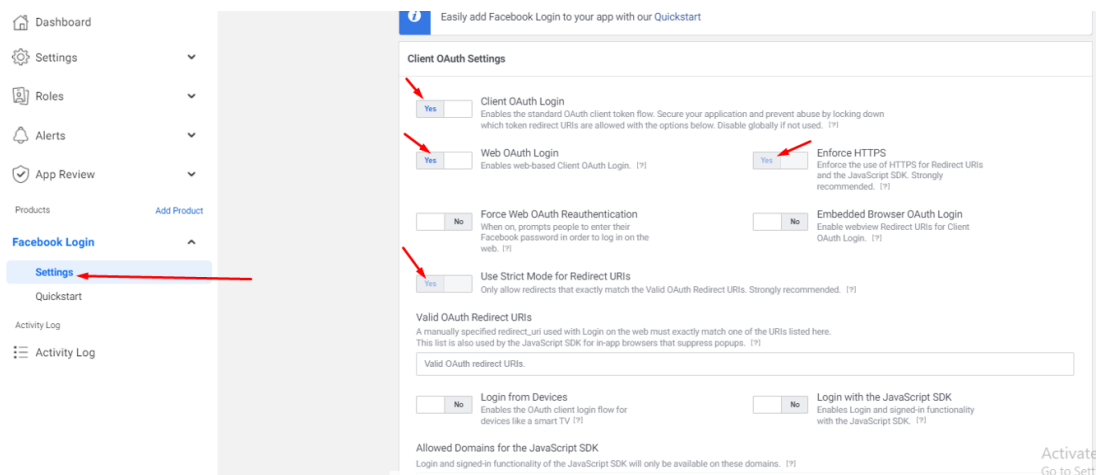 Dashboard
Settings
Roles
Alerts
App Review
Products Add Product
Facebook Login
Settings
Quickstart
Activity Log
Activity Log
Easily add Facebook Login to your app with our Quickstart
Client OAuth Settings
Yes
Client OAuth Login
Enables the standard OAuth client token flow. Secure your application and prevent abuse by locking down
which token redirect URIs are allowed with the options below. Disable globally if not used. [?]
Yes
Web OAuth Login
Enables web-based Client OAuth Login. [?]
Yes
Enforce HTTPS
Enforce the use of HTTPS for Redirect URIs
and the JavaScript SDK. Strongly
recommended. [?]
No
Force Web OAuth Reauthentication
When on, prompts people to enter their
Facebook password in order to log in on the
web. [?]
No
Embedded Browser OAuth Login
Enable webview Redirect URIs for Client
OAuth Login. [?]
Yes
Use Strict Mode for Redirect URIs
Only allow redirects that exactly match the Valid OAuth Redirect URIs. Strongly recommended. [?]
Valid OAuth Redirect URIs
A manually specified redirect_uri used with Login on the web must exactly match one of the URIs listed here.
This list is also used by the JavaScript SDK for in-app browsers that suppress popups. [?]
Valid OAuth redirect URIs.
No
Login from Devices
Enables the OAuth client login flow for
devices like a smart TV [?]
No
Login with the JavaScript SDK
Enables Login and signed-in functionality
with the JavaScript SDK. [?]
Allowed Domains for the JavaScript SDK
Login and signed-in functionality of the JavaScript SDK will only be available on these domains. [?]
Activate
Go to Sett